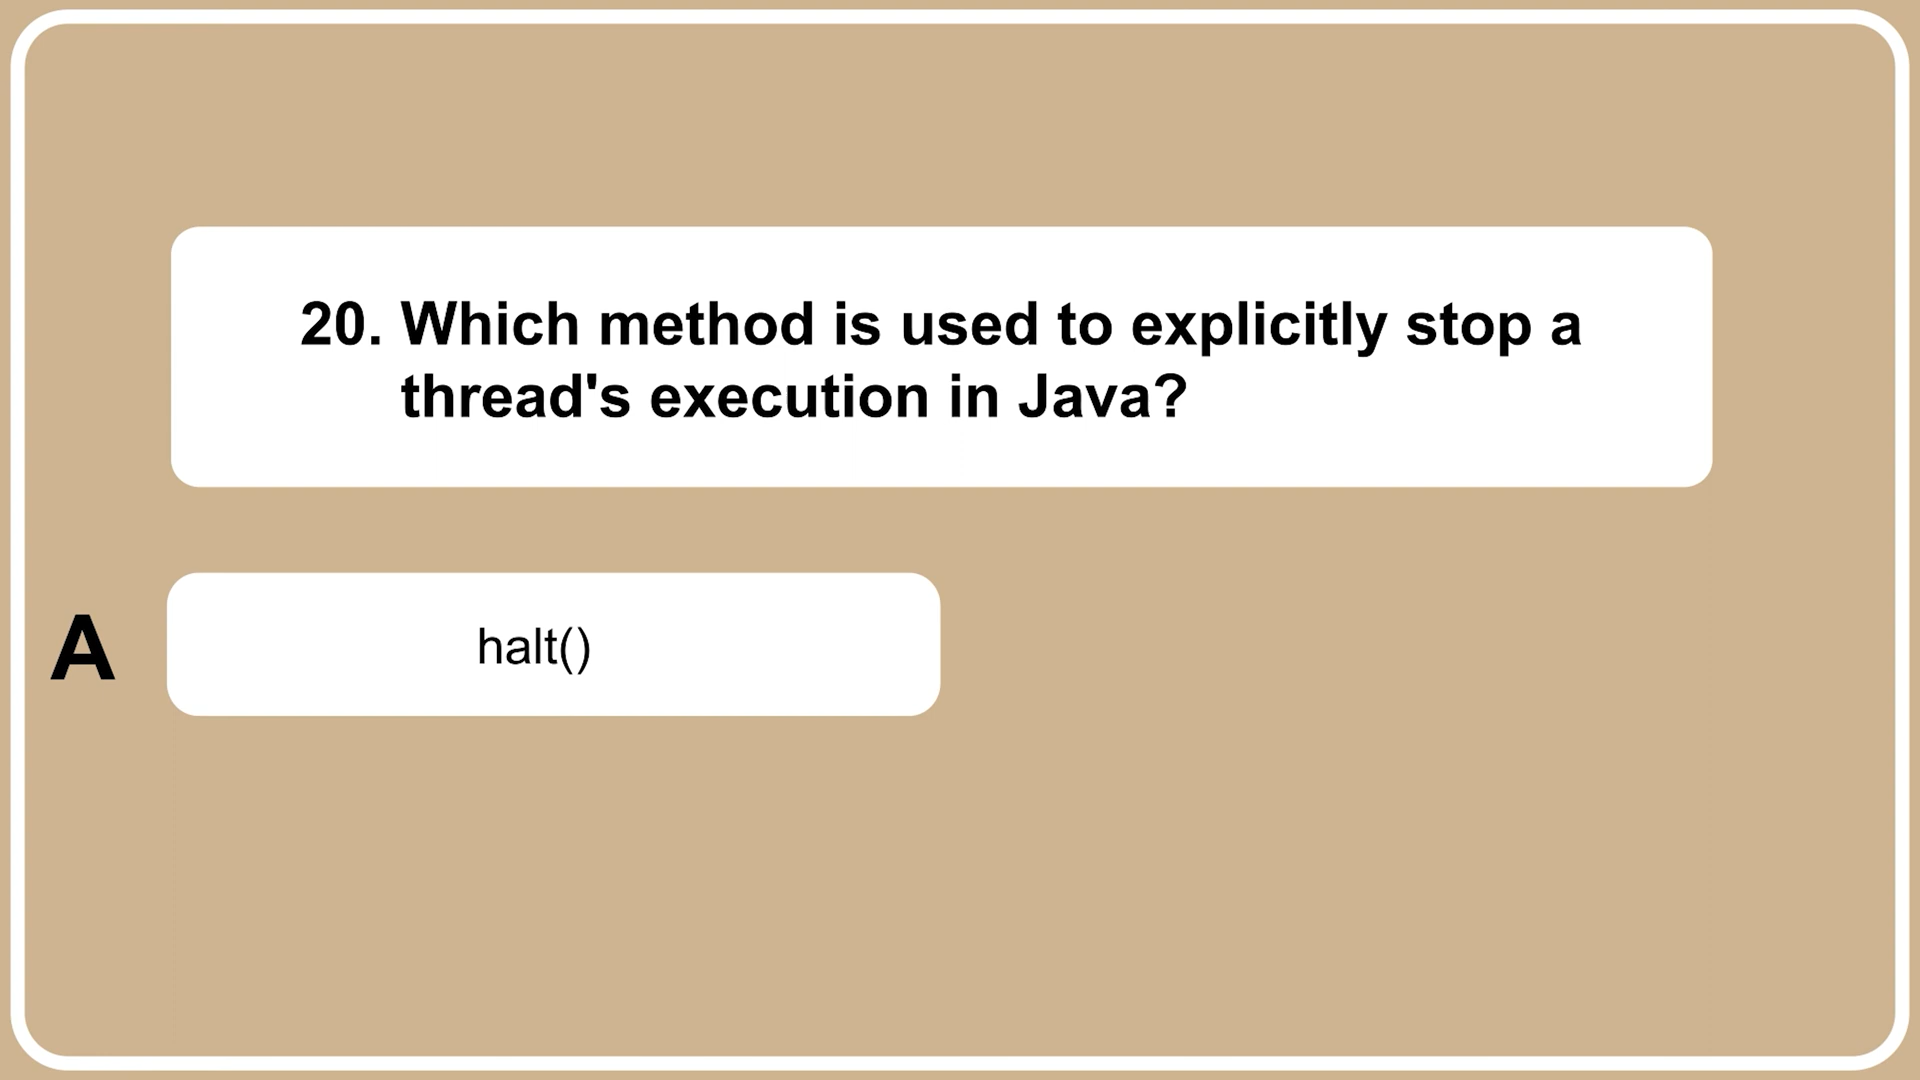 20. Which method is used to explicitly stop a
thread's execution in Java?
A halt()